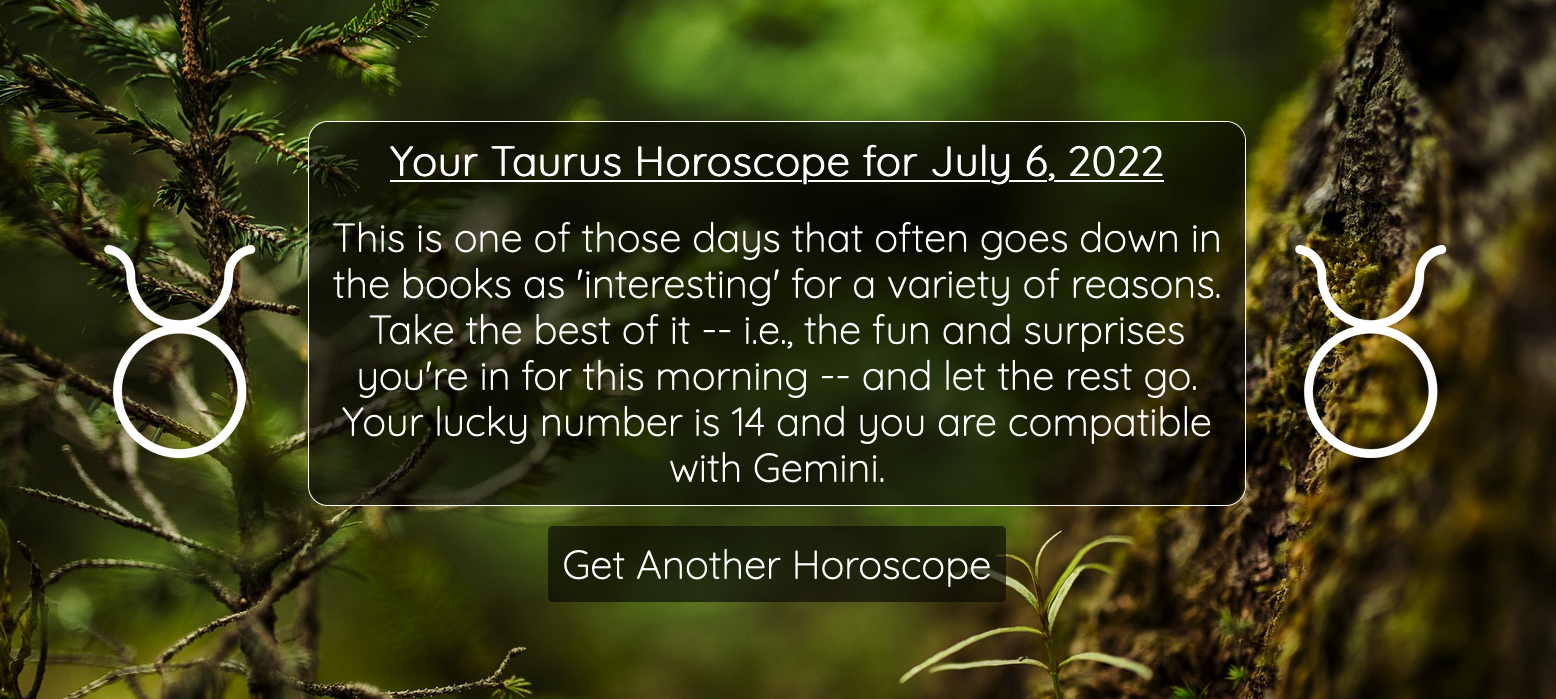 Your Taurus Horoscope for July 6, 2022
This is one of those days that often goes down in
the books as 'interesting' for a variety of reasons.
Take the best of it -- i.e., the fun and surprises
you're in for this morning -- and let the rest go.
Your lucky number is 14 and you are compatible
with Gemini.
Get Another Horoscope